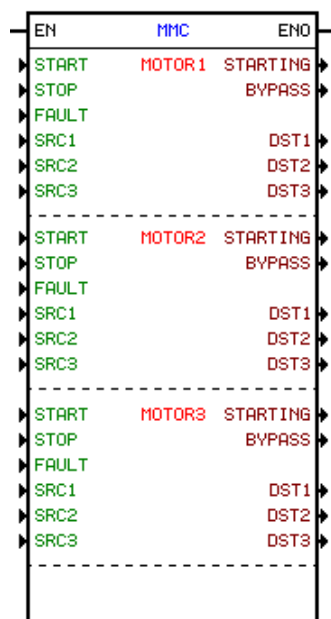 EN MMC ENO
START MOTOR1 STARTING
STOP BYPASS
FAULT
SRC1 DST1
SRC2 DST2
SRC3 DST3
START MOTOR2 STARTING
STOP BYPASS
FAULT
SRC1 DST1
SRC2 DST2
SRC3 DST3
START MOTOR3 STARTING
STOP BYPASS
FAULT
SRC1 DST1
SRC2 DST2
SRC3 DST3